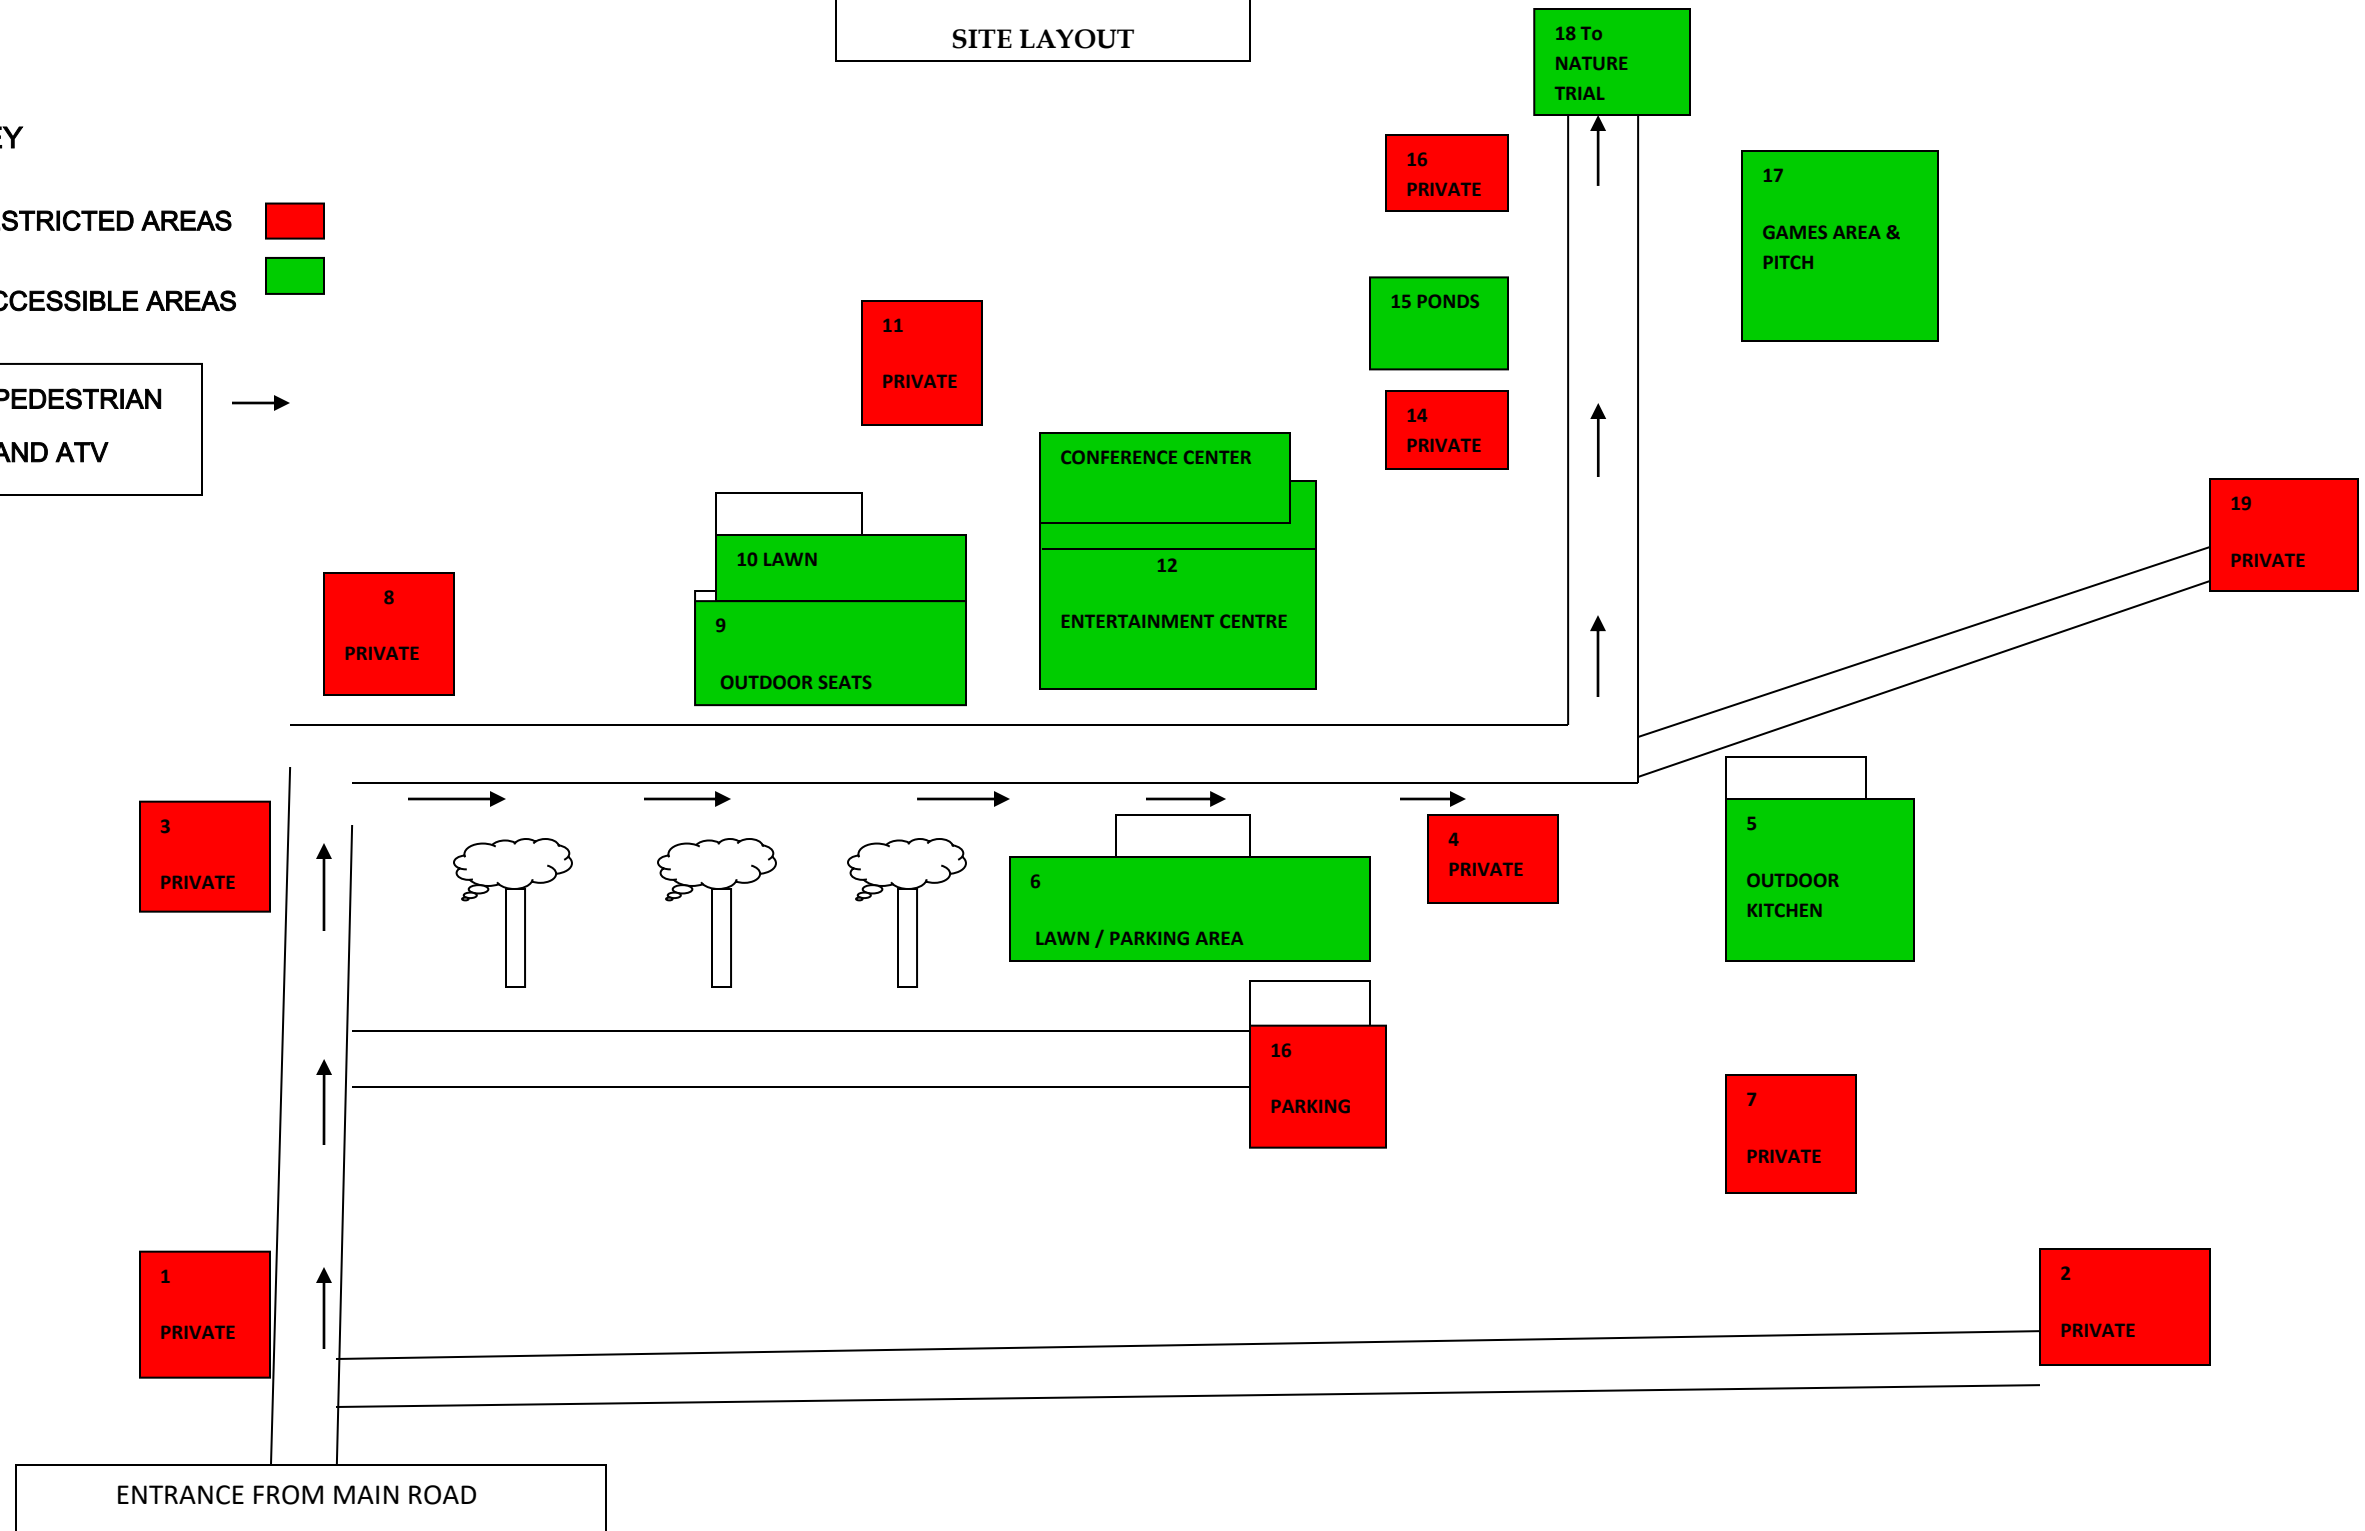 SITE LAYOUT
18 To
NATURE
TRIAL
EY
16
PRIVATE
17
GAMES AREA &
PITCH
STRICTED AREAS
CCESSIBLE AREAS
15 PONDS
11
PRIVATE
PEDESTRIAN
AND ATV
14
PRIVATE
CONFERENCE CENTER
19
PRIVATE
10 LAWN
12
ENTERTAINMENT CENTRE
8
PRIVATE
9
OUTDOOR SEATS
3
PRIVATE
4
PRIVATE
5
OUTDOOR
KITCHEN
6
LAWN / PARKING AREA
16
PARKING
7
PRIVATE
1
PRIVATE
2
PRIVATE
ENTRANCE FROM MAIN ROAD